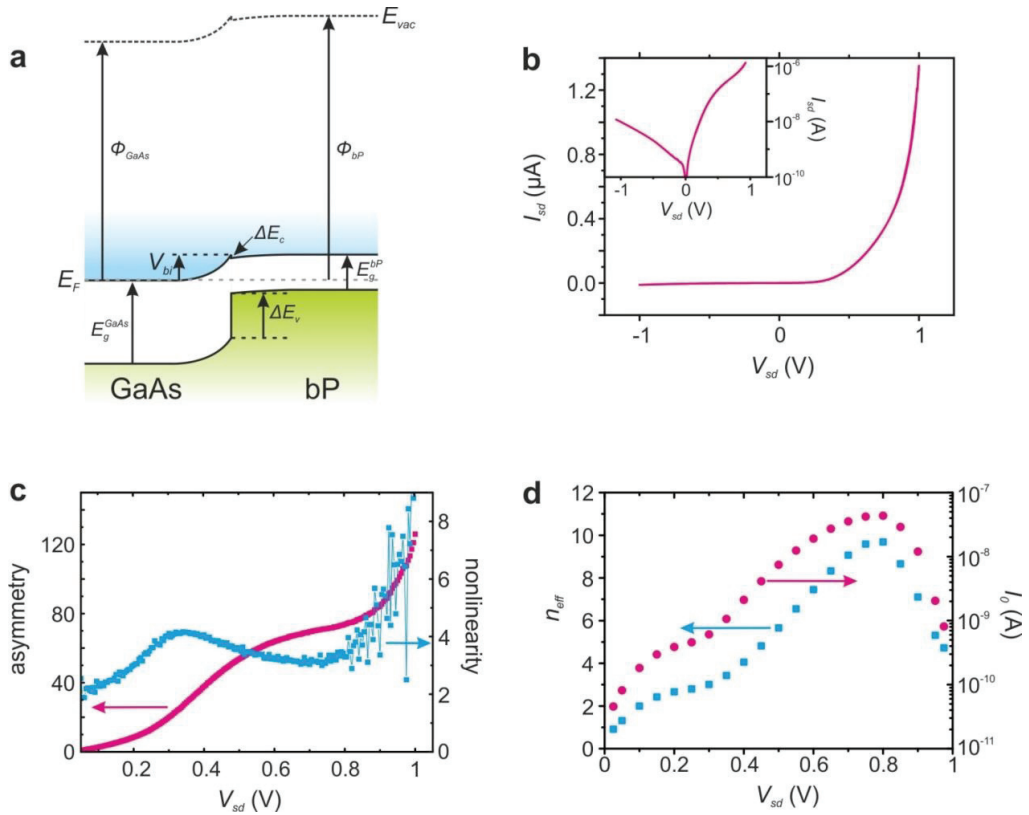 a
E_vac
Φ_GaAs
Φ_bP
ΔE_c
V_bi
E_F
E_g^bP
E_g^GaAs
ΔE_v
GaAs
bP
b
I_sd (μA)
1.2
0.8
0.4
0.0
-1
0
1
V_sd (V)
10^-6
10^-8
10^-10
I_sd (A)
-1
0
1
V_sd (V)
c
asymmetry
120
80
40
0
nonlinearity
8
6
4
2
0
0.2
0.4
0.6
0.8
1
V_sd (V)
d
n_eff
12
10
8
6
4
2
0
10^-7
10^-8
10^-9
10^-10
10^-11
I_0 (A)
0
0.2
0.4
0.6
0.8
1
V_sd (V)